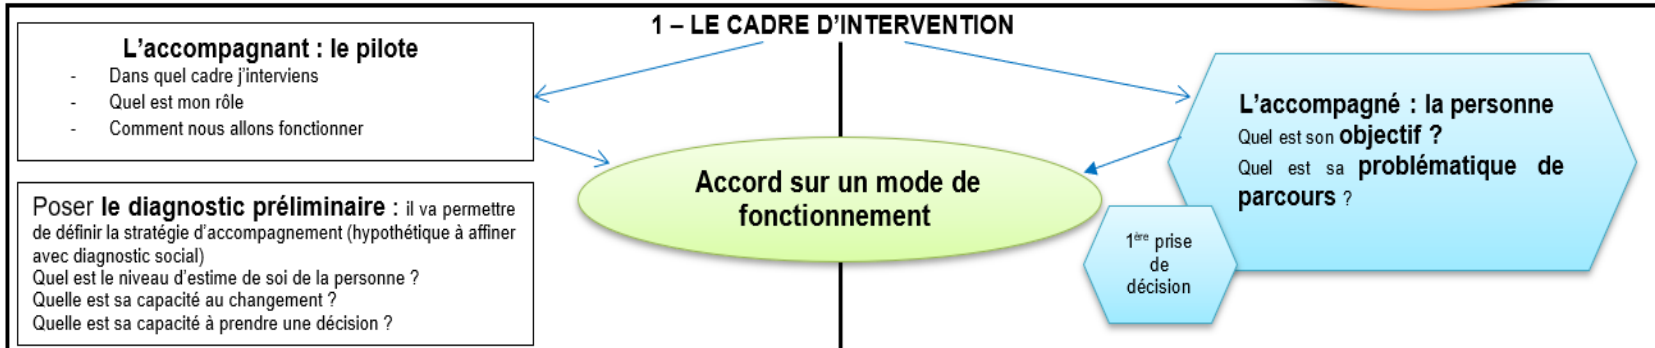 1 – LE CADRE D’INTERVENTION
L’accompagnant : le pilote
- Dans quel cadre j’interviens
- Quel est mon rôle
- Comment nous allons fonctionner
Poser le diagnostic préliminaire : il va permettre
de définir la stratégie d’accompagnement (hypothétique à affiner
avec diagnostic social)
Quel est le niveau d’estime de soi de la personne ?
Quelle est sa capacité au changement ?
Quelle est sa capacité à prendre une décision ?
Accord sur un mode de
fonctionnement
L’accompagné : la personne
Quel est son objectif ?
Quel est sa problématique de
parcours ?
1ère prise
de
décision